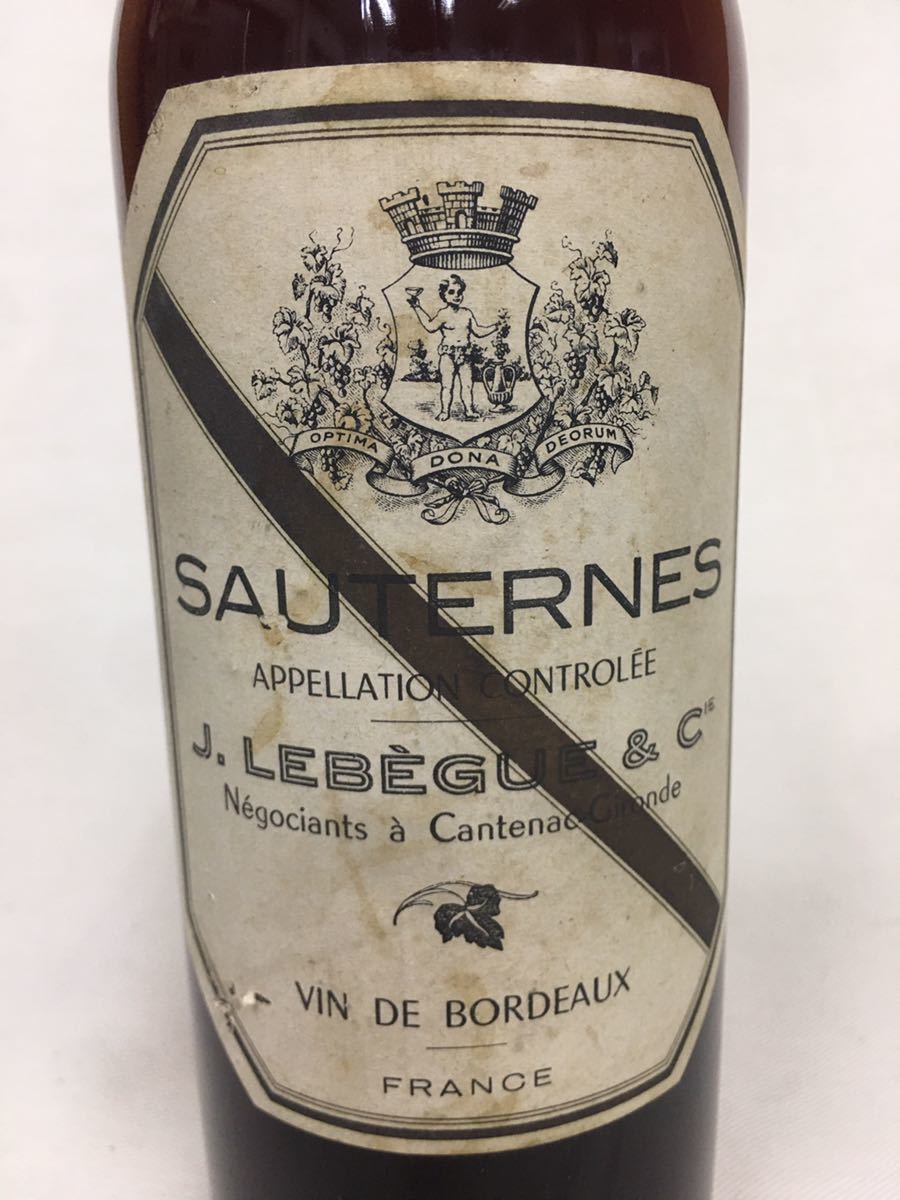 OPTIMA DONA DEORUM
SAUTERNES
APPELLATION CONTROLÉE
J. LEBÈGUE & CIE
Négociants à Cantenac-Gironde
VIN DE BORDEAUX
FRANCE